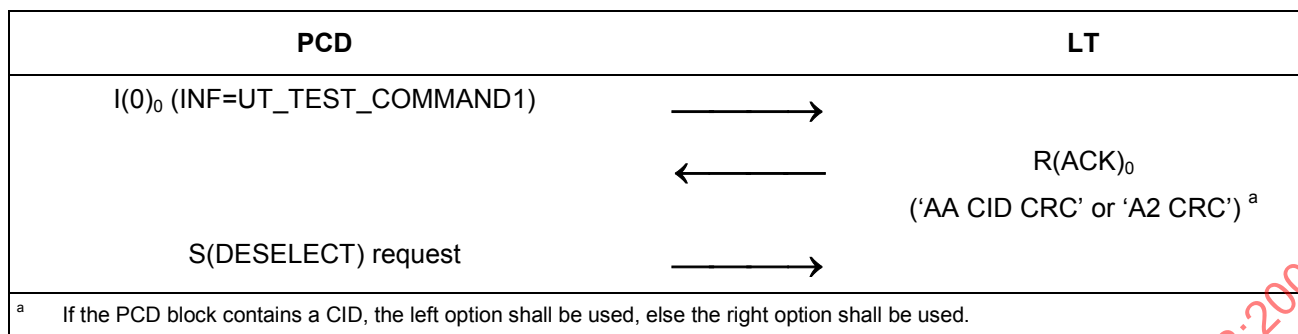 PCD LT
I(0)₀ (INF=UT_TEST_COMMAND1)
R(ACK)₀
(‘AA CID CRC’ or ‘A2 CRC’) ᵃ
S(DESELECT) request
ᵃ If the PCD block contains a CID, the left option shall be used, else the right option shall be used.